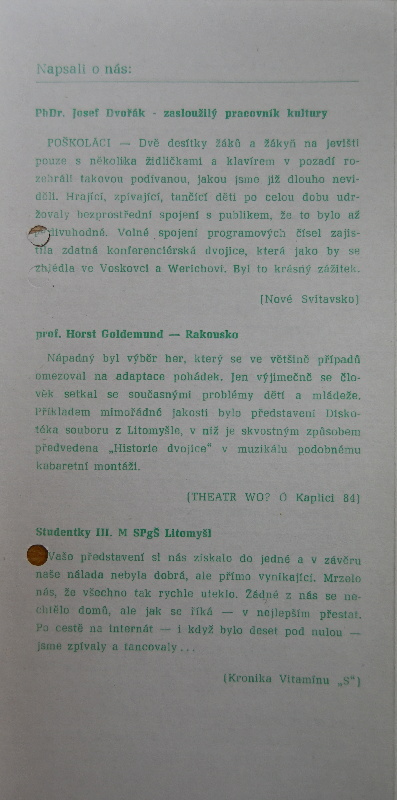 Napsali o nás:
PhDr. Josef Dvořák - zasloužilý pracovník kultury
POŠKOLÁCI — Dvě desítky žáků a žákyň na jevišti
pouze s několika židličkami a klavírem v pozadí ro-
zehráli takovou podívanou, jakou jsme již dlouho nevi-
děli. Hrající, zpívající, tančící děti po celou dobu udr-
žovaly bezprostřední spojení s publikem, že to bylo až
podivuhodné. Volné spojení programových čísel zajis-
tila zdatná konferenciérská dvojice, která jako by se
zhlédla ve Voskovci a Werichovi. Byl to krásný zážitek.
(Nové Svitavsko)
prof. Horst Goldemund — Rakousko
Nápadný byl výběr her, který se ve většině případů
omezoval na adaptace pohádek. Jen výjimečně se člo-
věk setkal se současnými problémy dětí a mládeže.
Příkladem mimořádné jakosti bylo představení Disko-
téka souboru z Litomyšle, v níž je skvostným způsobem
předvedena „Historie dvojice" v muzikálu podobnému
kabaretní montáži.
(THEATR WO? O Kaplici 84)
Studentky III. M SPgŠ Litomyšl
Vaše představení si nás získalo do jedné a v závěru
naše nálada nebyla dobrá, ale přímo vynikající. Mrzelo
nás, že všechno tak rychle uteklo. Žádné z nás se ne-
chtělo domů, ale jak se říká — v nejlepším přestat.
Po cestě na internát — i když bylo deset pod nulou —
jsme zpívaly a tancovaly...
(Kronika Vitamínu „S")